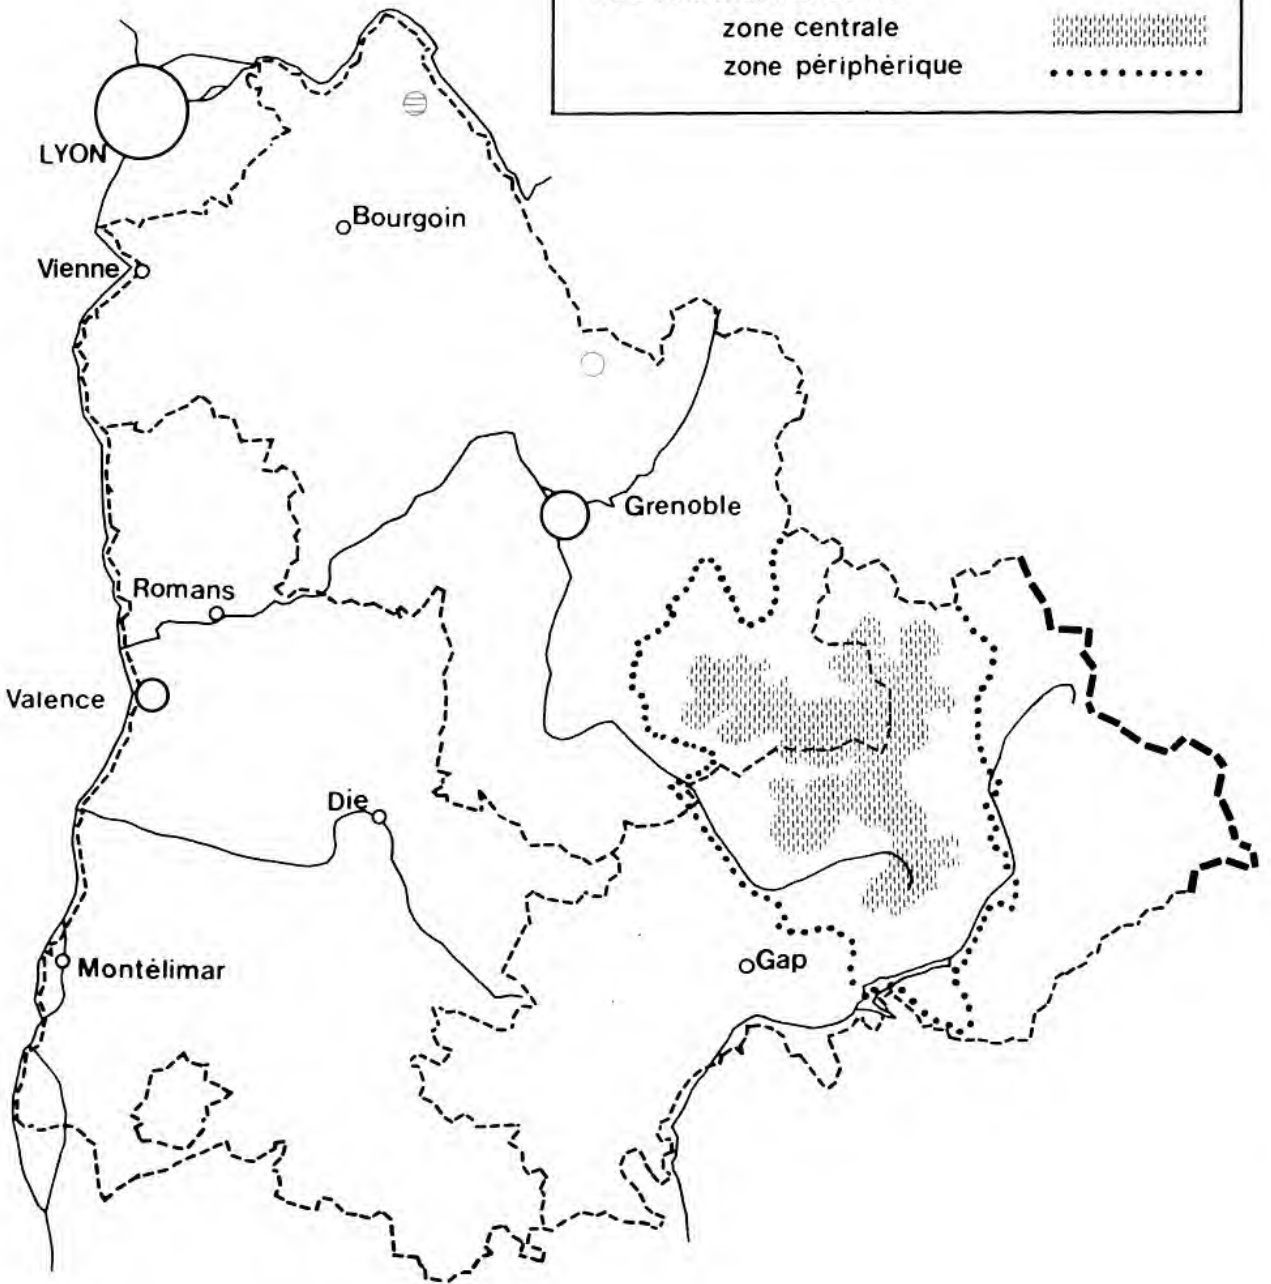 zone centrale
zone périphérique
LYON
Bourgoin
Vienne
Grenoble
Romans
Valence
Die
Gap
Montélimar